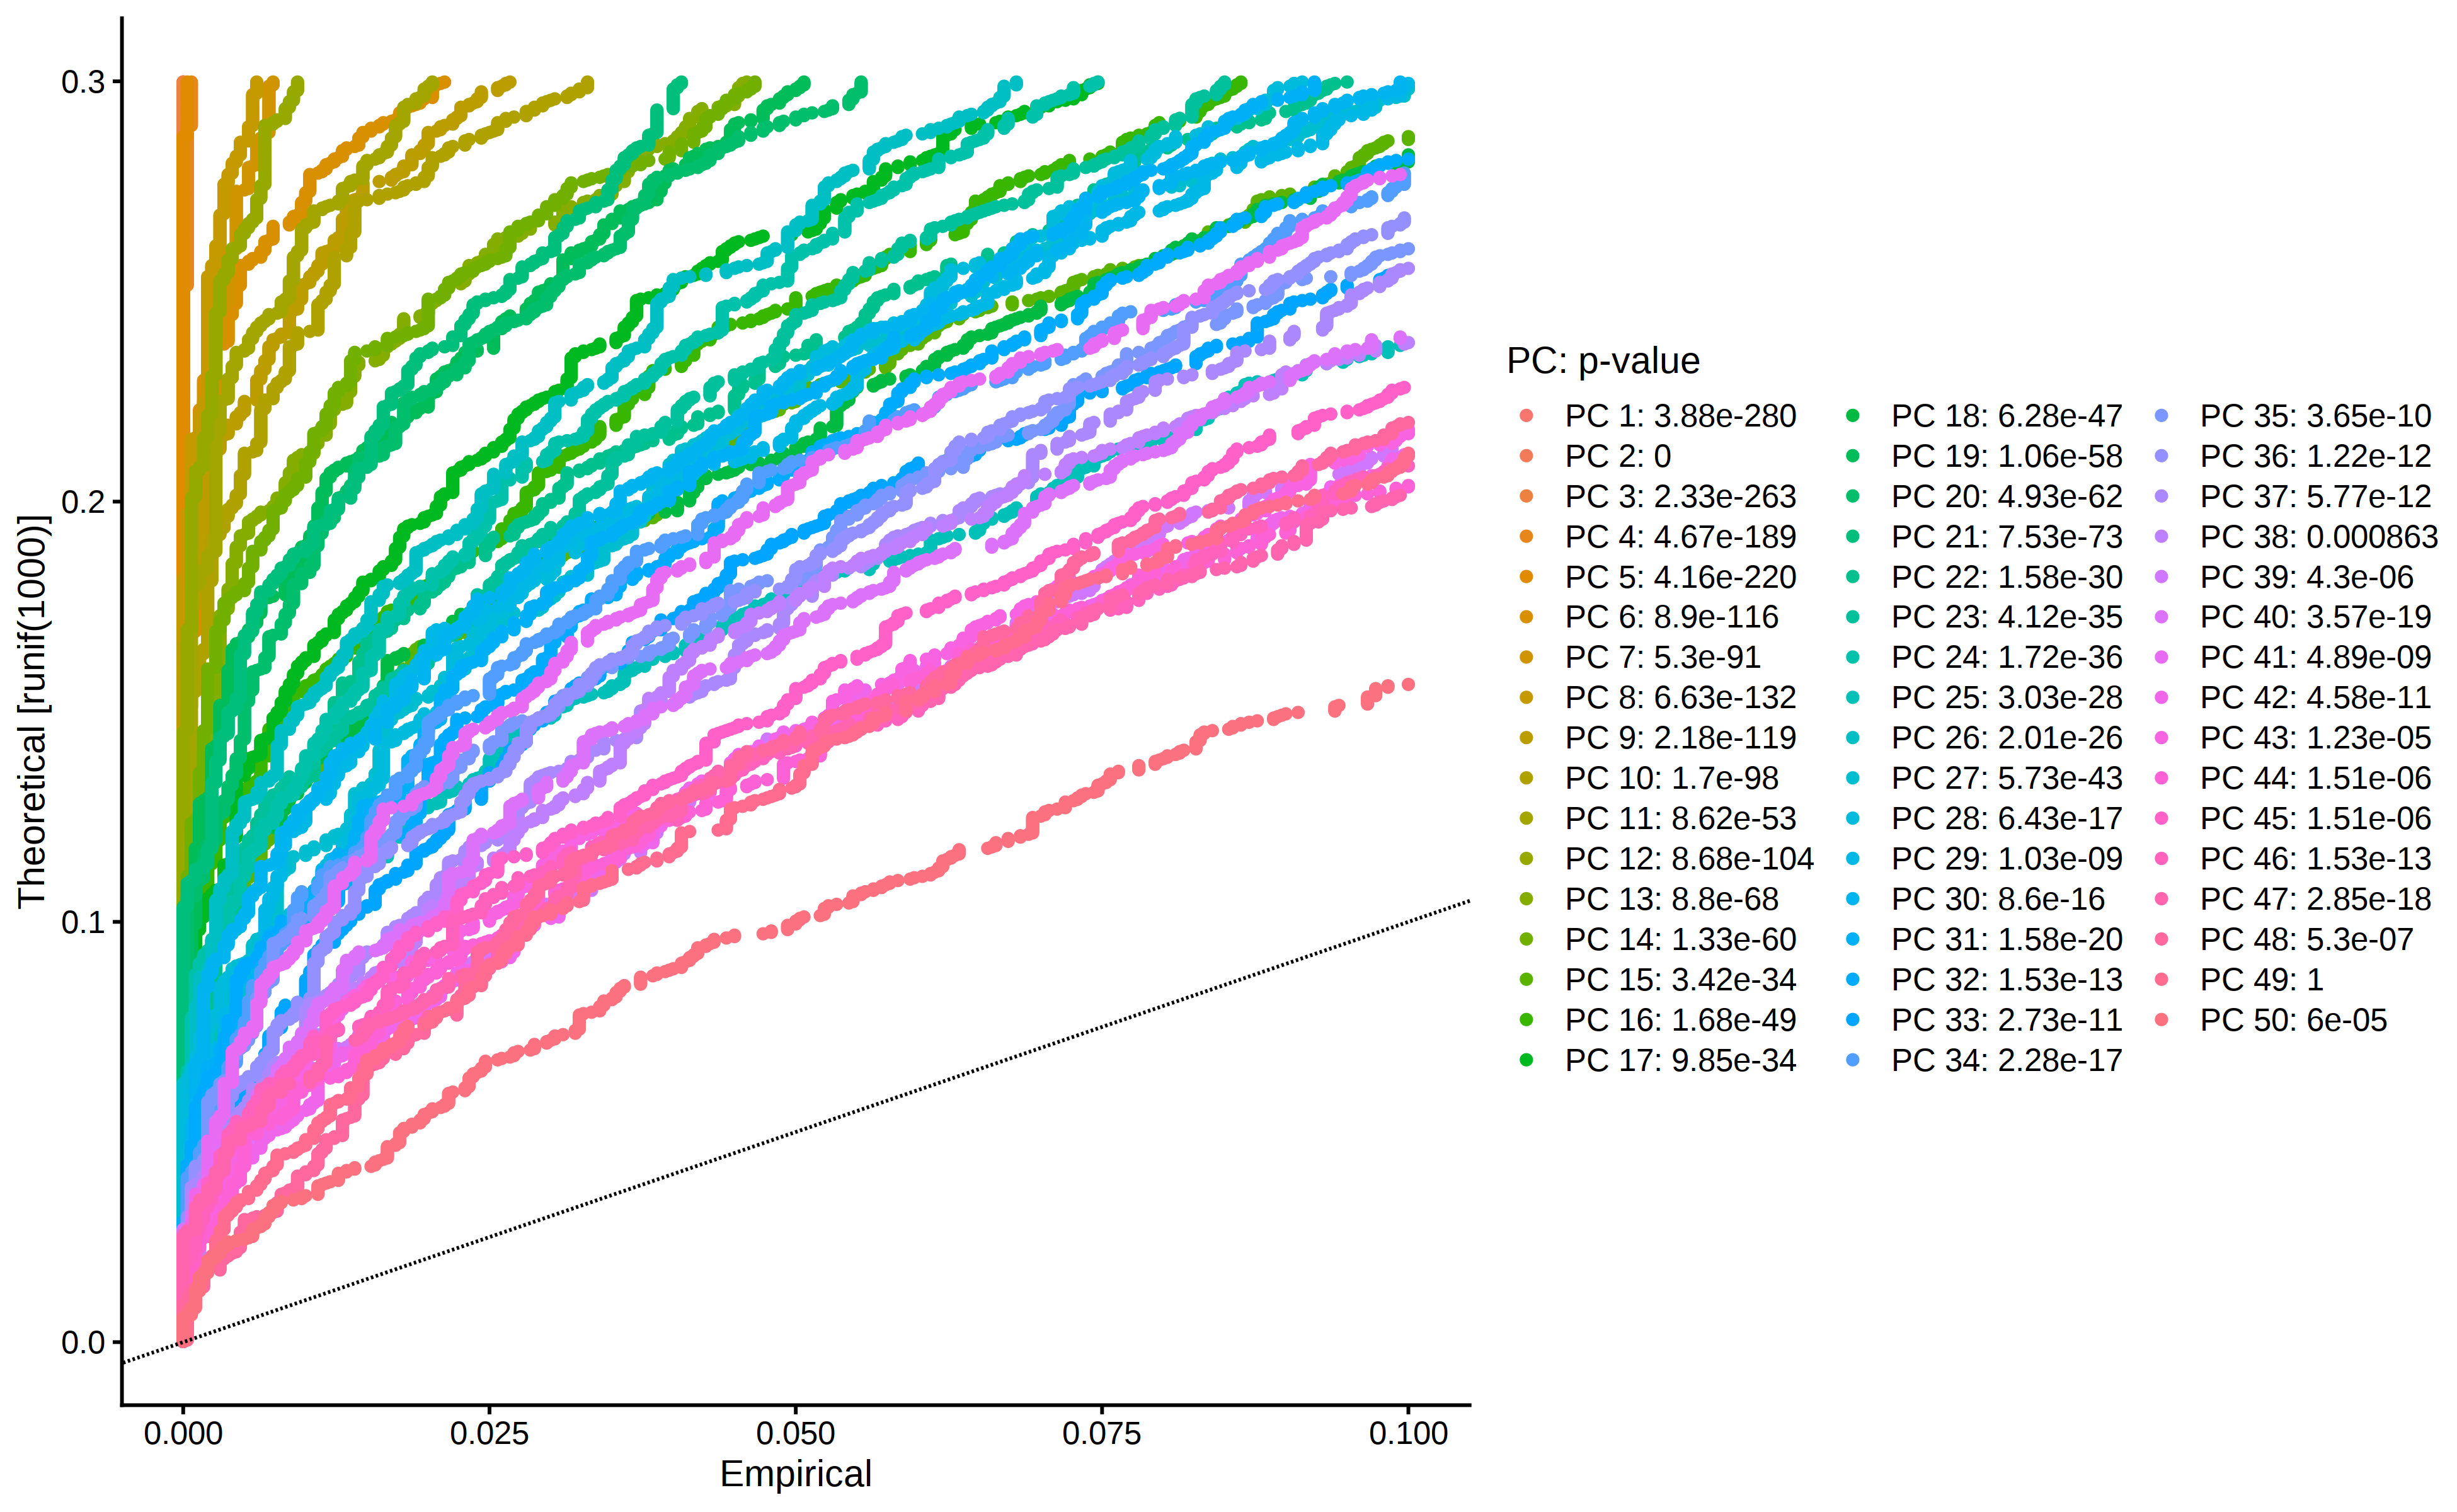 0.3
0.2
0.1
0.0
Theoretical [runif(1000)]
0.000
0.025
0.050
0.075
0.100
Empirical
PC: p-value
PC 1: 3.88e-280
PC 2: 0
PC 3: 2.33e-263
PC 4: 4.67e-189
PC 5: 4.16e-220
PC 6: 8.9e-116
PC 7: 5.3e-91
PC 8: 6.63e-132
PC 9: 2.18e-119
PC 10: 1.7e-98
PC 11: 8.62e-53
PC 12: 8.68e-104
PC 13: 8.8e-68
PC 14: 1.33e-60
PC 15: 3.42e-34
PC 16: 1.68e-49
PC 17: 9.85e-34
PC 18: 6.28e-47
PC 19: 1.06e-58
PC 20: 4.93e-62
PC 21: 7.53e-73
PC 22: 1.58e-30
PC 23: 4.12e-35
PC 24: 1.72e-36
PC 25: 3.03e-28
PC 26: 2.01e-26
PC 27: 5.73e-43
PC 28: 6.43e-17
PC 29: 1.03e-09
PC 30: 8.6e-16
PC 31: 1.58e-20
PC 32: 1.53e-13
PC 33: 2.73e-11
PC 34: 2.28e-17
PC 35: 3.65e-10
PC 36: 1.22e-12
PC 37: 5.77e-12
PC 38: 0.000863
PC 39: 4.3e-06
PC 40: 3.57e-19
PC 41: 4.89e-09
PC 42: 4.58e-11
PC 43: 1.23e-05
PC 44: 1.51e-06
PC 45: 1.51e-06
PC 46: 1.53e-13
PC 47: 2.85e-18
PC 48: 5.3e-07
PC 49: 1
PC 50: 6e-05